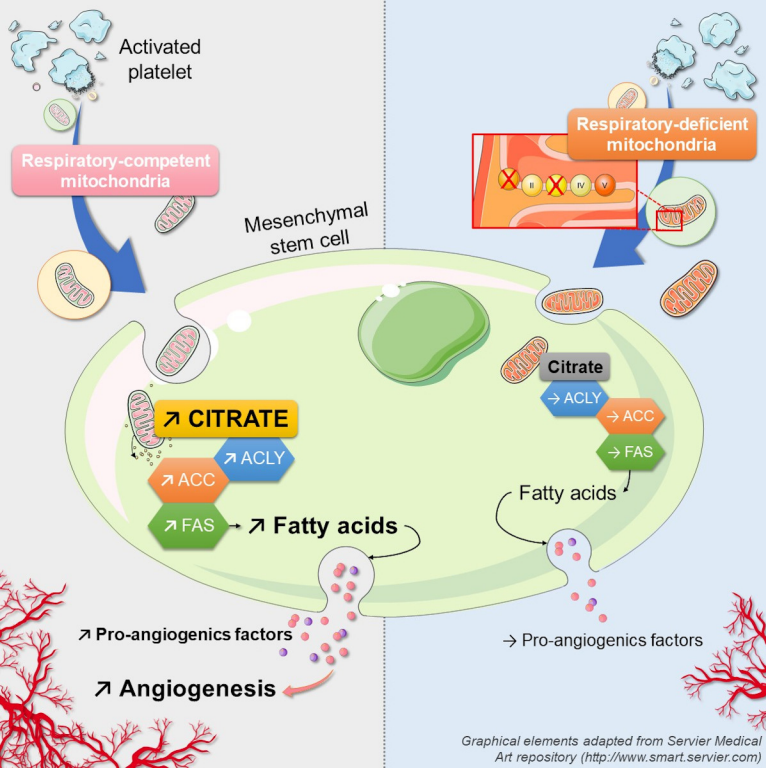 Activated
platelet
Respiratory-competent
mitochondria
Mesenchymal
stem cell
Respiratory-deficient
mitochondria
II
IV
V
↗ CITRATE
↗ ACLY
↗ ACC
↗ FAS
↗ Fatty acids
↗ Pro-angiogenics factors
↗ Angiogenesis
Citrate
→ ACLY
→ ACC
→ FAS
Fatty acids
→ Pro-angiogenics factors
Graphical elements adapted from Servier Medical
Art repository (http://www.smart.servier.com)